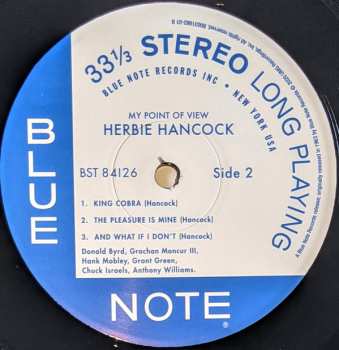 33⅓ STEREO LONG PLAYING
BLUE NOTE RECORDS INC • NEW YORK USA
MY POINT OF VIEW
HERBIE HANCOCK
BST 84126
Side 2
1. KING COBRA (Hancock)
2. THE PLEASURE IS MINE (Hancock)
3. AND WHAT IF I DON'T (Hancock)
Donald Byrd, Grachan Moncur III,
Hank Mobley, Grant Green,
Chuck Israels, Anthony Williams.
BLUE
NOTE®